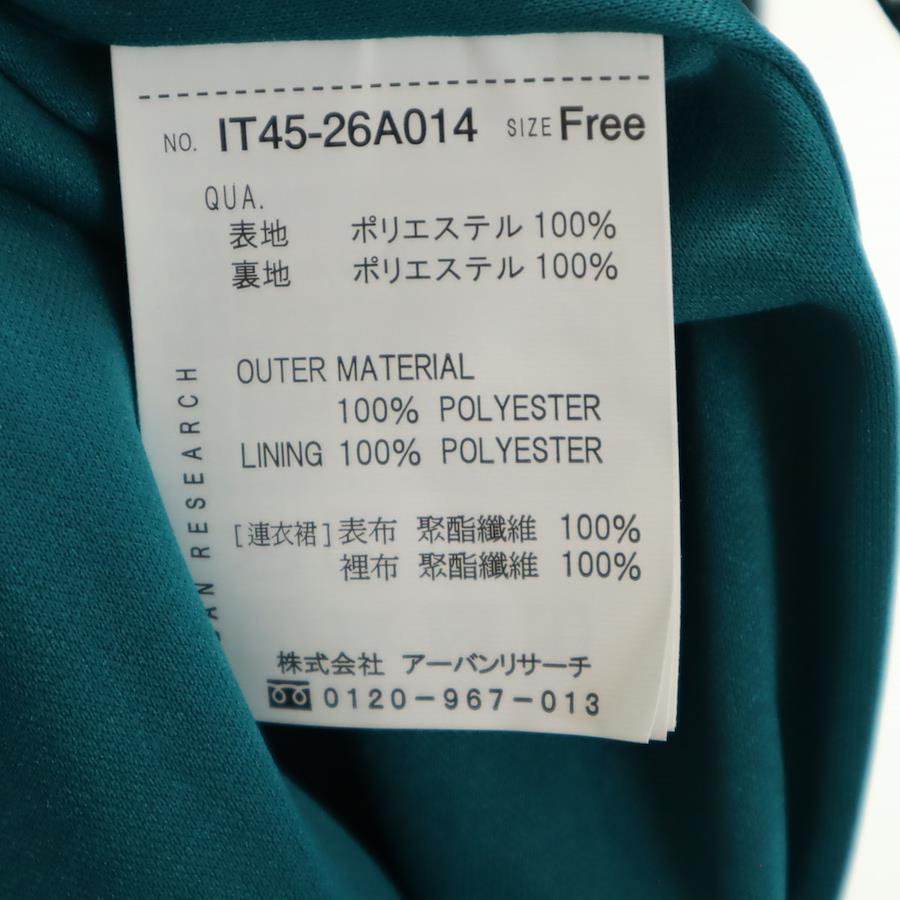 NO. IT45-26A014 SIZE Free
QUA.
表地 ポリエステル 100%
裏地 ポリエステル 100%
OUTER MATERIAL
100% POLYESTER
LINING 100% POLYESTER
[連衣裙] 表布 聚酯纖維 100%
裡布 聚酯纖維 100%
株式会社 アーバンリサーチ
0120-967-013
RESEARCH